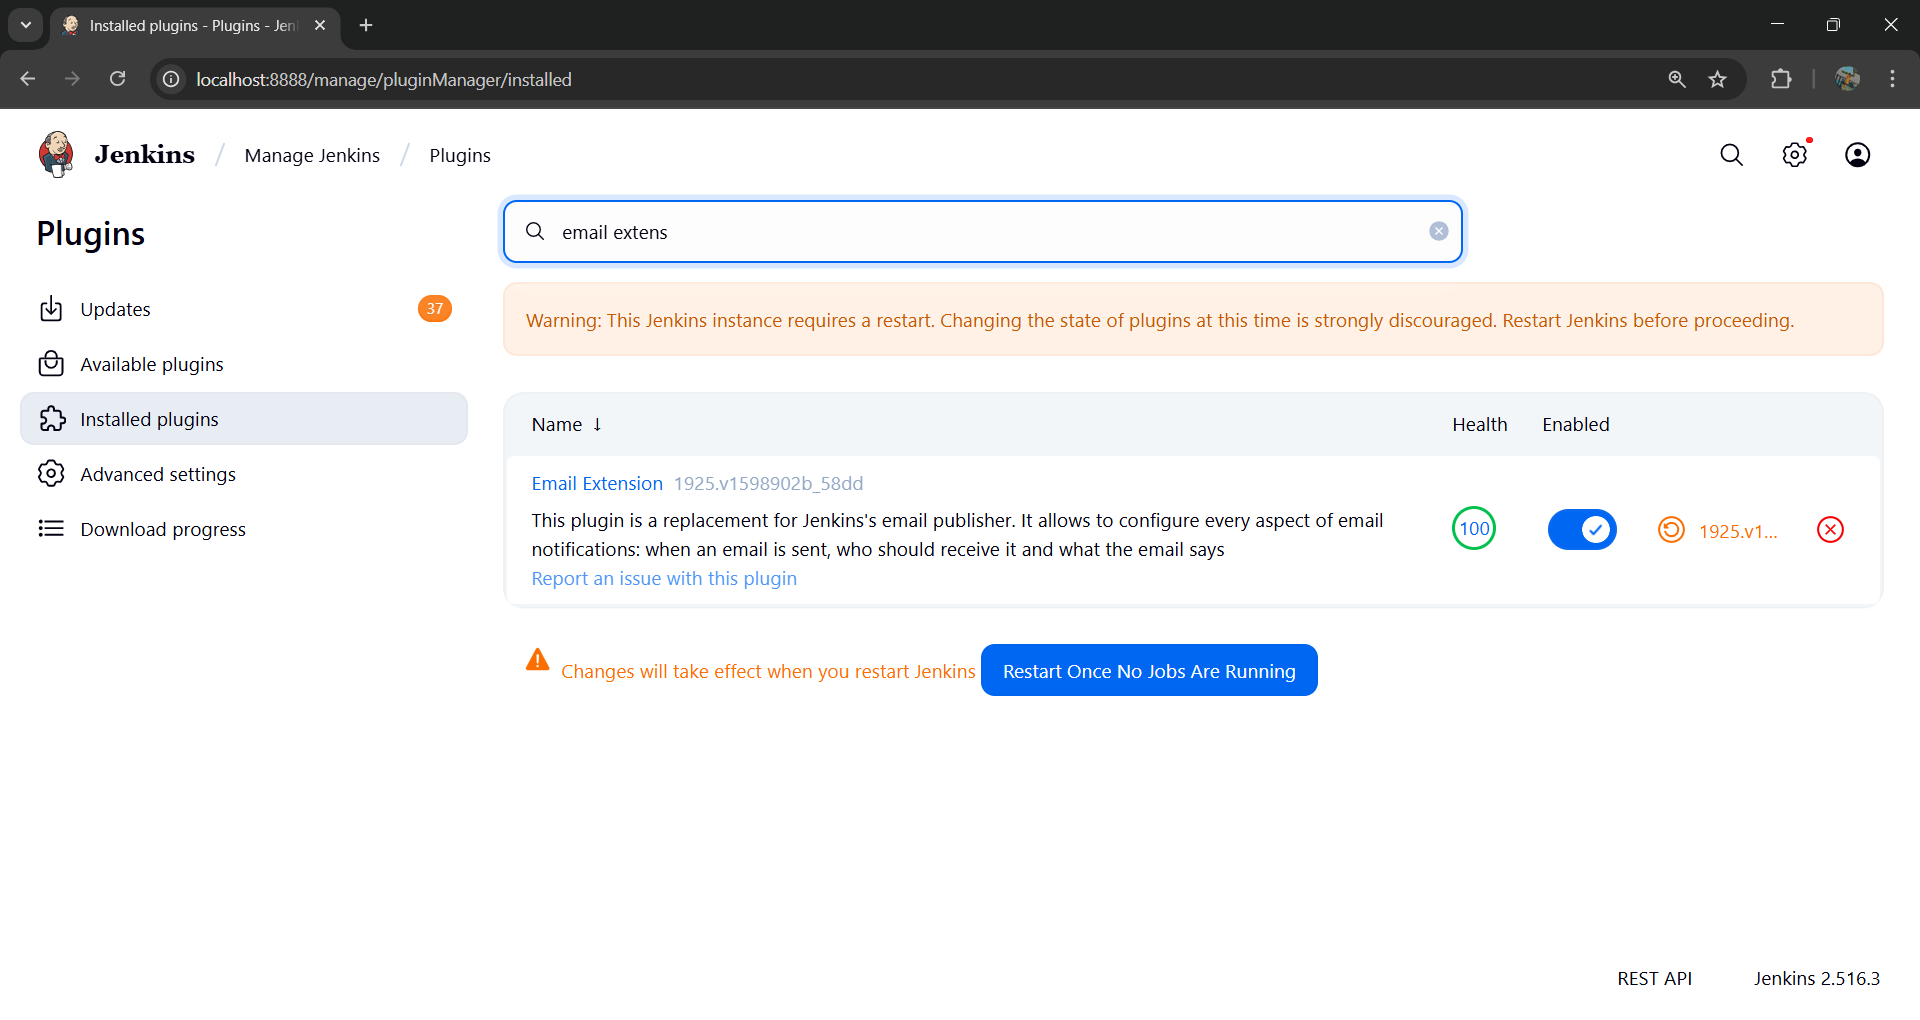 Installed plugins - Plugins - Jen
localhost:8888/manage/pluginManager/installed
Jenkins / Manage Jenkins / Plugins
Plugins
email extens
Updates 37
Available plugins
Installed plugins
Advanced settings
Download progress
Warning: This Jenkins instance requires a restart. Changing the state of plugins at this time is strongly discouraged. Restart Jenkins before proceeding.
Name ↓ Health Enabled
Email Extension 1925.v1598902b_58dd
This plugin is a replacement for Jenkins's email publisher. It allows to configure every aspect of email
notifications: when an email is sent, who should receive it and what the email says
Report an issue with this plugin
100
1925.v1...
Changes will take effect when you restart Jenkins
Restart Once No Jobs Are Running
REST API
Jenkins 2.516.3